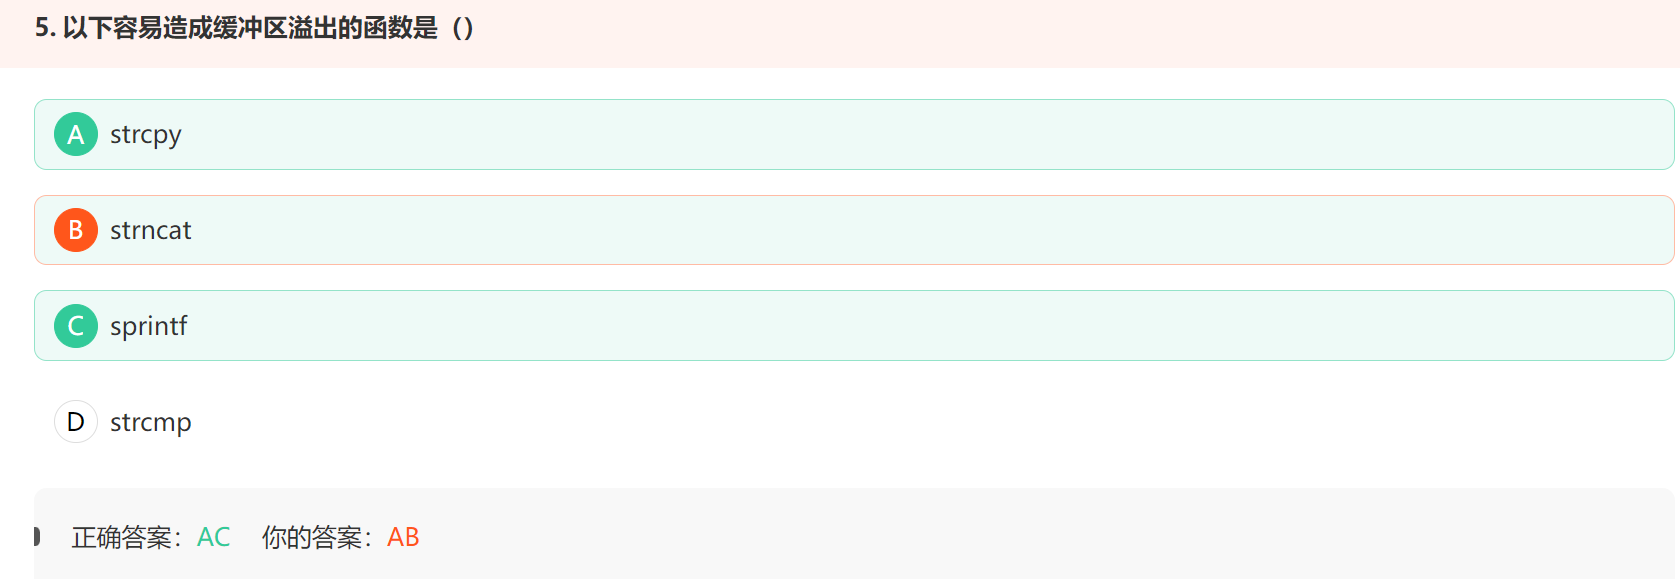 5. 以下容易造成缓冲区溢出的函数是（）
A strcpy
B strncat
C sprintf
D strcmp
正确答案：AC 你的答案：AB